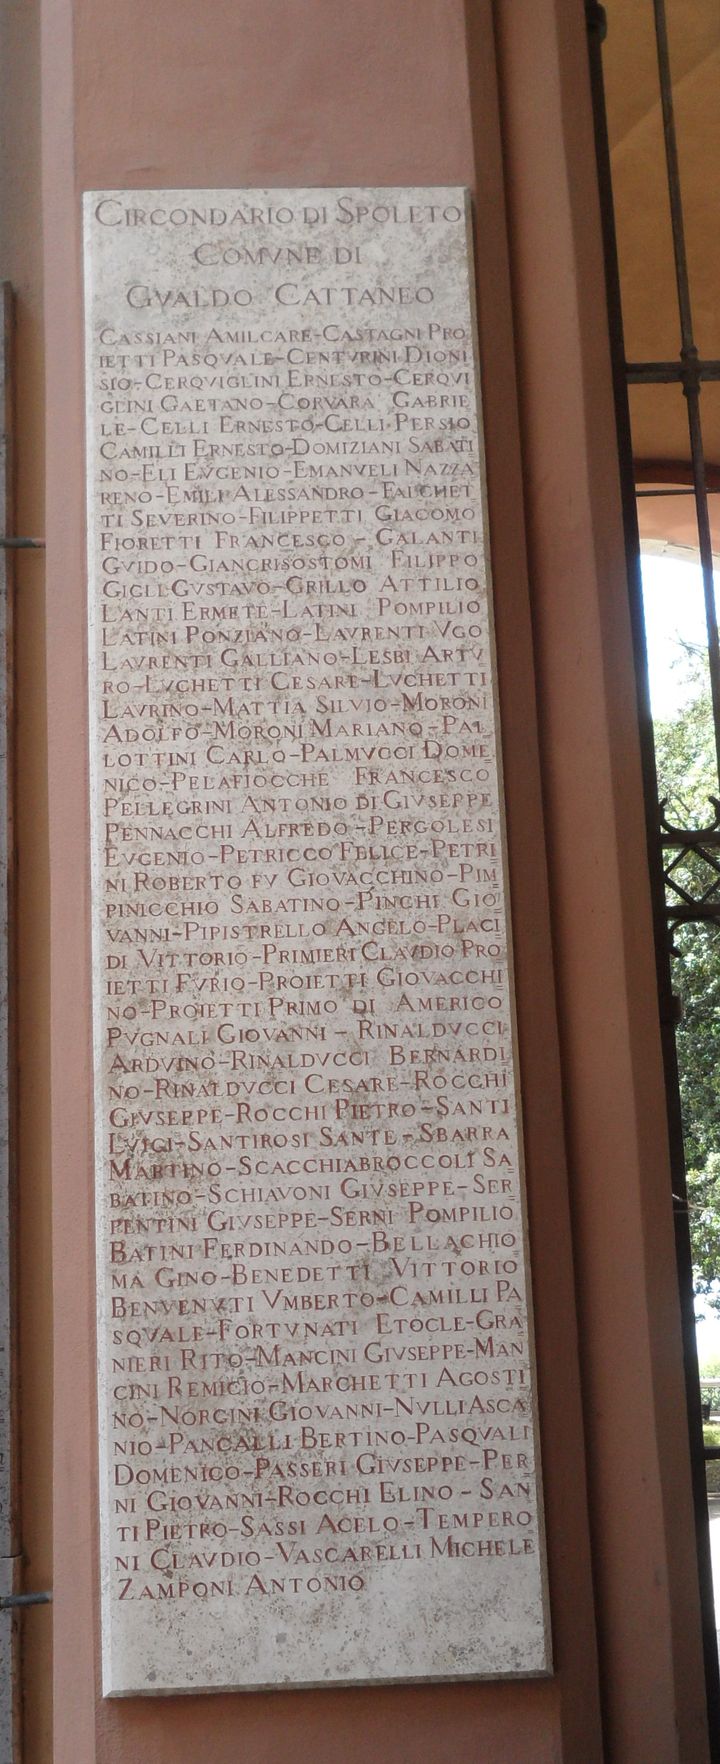 CIRCONDARIO DI SPOLETO
COMVNE DI
GVALDO CATTANEO
CASSIANI AMILCARE-CASTAGNI PRO
IETTI PASQVALE-CENTVRINI DIONI
SIO-CERQVIGLINI ERNESTO-CERQVI
GLINI GAETANO-CORVARA GABRIE
LE-CELLI ERNESTO-CELLI PERSIO
CAMILLI ERNESTO-DOMIZIANI SABATI
NO-ELI EVGENIO-EMANVELI NAZZA
RENO-EMILI ALESSANDRO-FALCHET
TI SEVERINO-FILIPPETTI GIACOMO
FIORETTI FRANCESCO-GALANTI
GVIDO-GIANCRISOSTOMI FILIPPO
GIGLI GVSTAVO-GRILLO ATTILIO
LANTI ERMETE-LATINI POMPILIO
LATINI PONZIANO-LAVRENTI VGO
LAVRENTI GALLIANO-LESBI ARTV
RO-LVCHETTI CESARE-LVCHETTI
LAVRINO-MATTIA SILVIO-MORONI
ADOLFO-MORONI MARIANO-PAL
LOTTINI CARLO-PALMVCCI DOME
NICO-PELAFIOCCHE FRANCESCO
PELLEGRINI ANTONIO DI GIVSEPPE
PENNACCHI ALFREDO-PERGOLESI
EVGENIO-PETRICCO FELICE-PETRI
NI ROBERTO FV GIOVACCHINO-PIM
PINICCHIO SABATINO-PINCHI GIO
VANNI-PIPISTRELLO ANGELO-PLACI
DI VITTORIO-PRIMIERI CLAVDIO PRO
IETTI FVRIO-PROIETTI GIOVACCHI
NO-PROIETTI PRIMO DI AMERICO
PVGNALI GIOVANNI-RINALDVCCI
ARDVINO-RINALDVCCI BERNARDI
NO-RINALDVCCI CESARE-ROCCHI
GIVSEPPE-ROCCHI PIETRO-SANTI
LVIGI-SANTIROSI SANTE-SBARRA
MARTINO-SCACCHIABROCCOLI SA
BATINO-SCHIAVONI GIVSEPPE-SER
PENTINI GIVSEPPE-SERNI POMPILIO
BATINI FERDINANDO-BELLACHIO
MA GINO-BENEDETTI VITTORIO
BENVENVTI VMBERTO-CAMILLI PA
SQVALE-FORTVNATI ETOCLE-GRA
NIERI RITO-MANCINI GIVSEPPE-MAN
CINI REMIGIO-MARCHETTI AGOSTI
NO-NORGINI GIOVANNI-NVLLI ASCA
NIO-PANCALLI BERTINO-PASQVALI
DOMENICO-PASSERI GIVSEPPE-PER
NI GIOVANNI-ROCCHI ELINO-SAN
TI PIETRO-SASSI ACELO-TEMPERO
NI CLAVDIO-VASCARELLI MICHELE
ZAMPONI ANTONIO